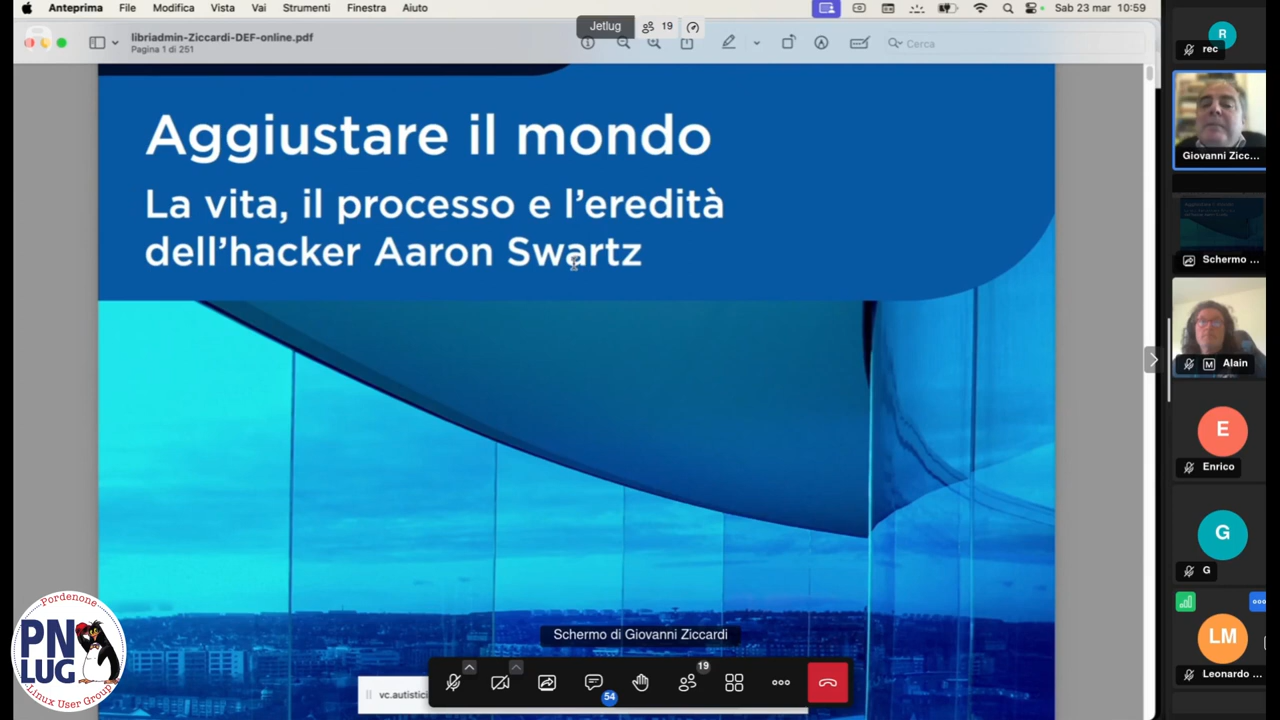 Anteprima File Modifica Vista Vai Strumenti Finestra Aiuto
Sab 23 mar 10:59
Jetlug 19
libriadmin-Ziccardi-DEF-online.pdf
Pagina 1 di 251
Cerca
Aggiustare il mondo
La vita, il processo e l'eredità
dell'hacker Aaron Swartz
R
rec
Giovanni Zicc...
Schermo ...
M Alain
E
Enrico
G
G
LM
Leonardo ...
Schermo di Giovanni Ziccardi
vc.autistici
54
19
Pordenone
PN
LUG
Linux User Group